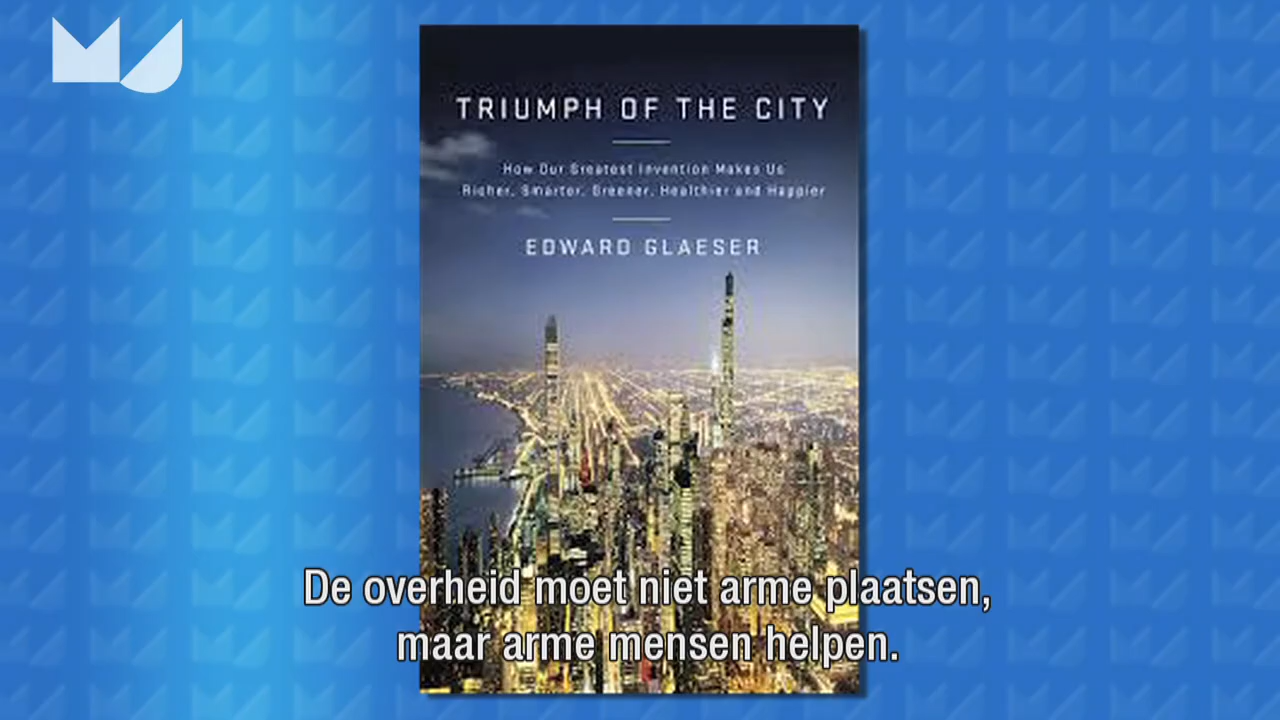 TRIUMPH OF THE CITY
How Our Greatest Invention Makes Us
Richer, Smarter, Greener, Healthier and Happier
EDWARD GLAESER
De overheid moet niet arme plaatsen,
maar arme mensen helpen.